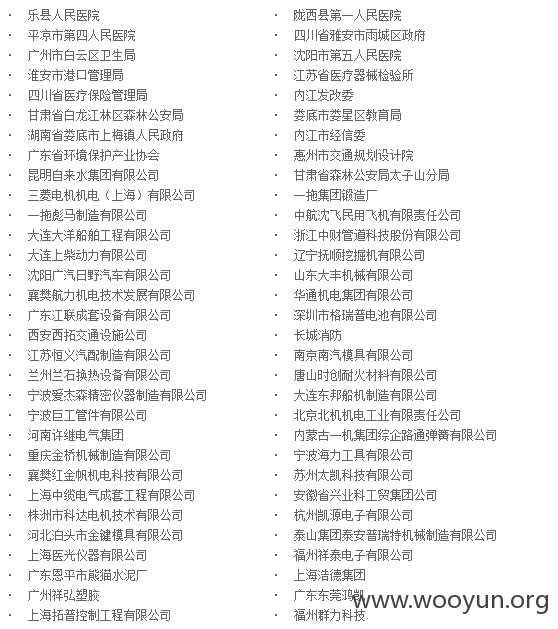 · 乐县人民医院
· 陇西县第一人民医院
· 平京市第四人民医院
· 四川省雅安市雨城区政府
· 广州市白云区卫生局
· 沈阳市第五人民医院
· 淮安市港口管理局
· 江苏省医疗器械检验所
· 四川省医疗保险管理局
· 内江发改委
· 甘肃省白龙江林区森林公安局
· 娄底市娄星区教育局
· 湖南省娄底市上梅镇人民政府
· 内江市经信委
· 广东省环境保护产业协会
· 惠州市交通规划设计院
· 昆明自来水集团有限公司
· 甘肃省森林公安局太子山分局
· 三菱电机机电（上海）有限公司
· 一拖集团锻造厂
· 一拖彪马制造有限公司
· 中航沈飞民用飞机有限责任公司
· 大连大洋船舶工程有限公司
· 浙江中财管道科技股份有限公司
· 大连上柴动力有限公司
· 辽宁抚顺挖掘机有限公司
· 沈阳广汽日野汽车有限公司
· 山东大丰机械有限公司
· 襄樊航力机电技术发展有限公司
· 华通机电集团有限公司
· 广东江联成套设备有限公司
· 深圳市格瑞普电池有限公司
· 西安西拓交通设施公司
· 长城消防
· 江苏恒义汽配制造有限公司
· 南京南汽模具有限公司
· 兰州兰石换热设备有限公司
· 唐山时创耐火材料有限公司
· 宁波爱杰森精密仪器制造有限公司
· 大连东邦船机制造有限公司
· 宁波巨工管件有限公司
· 北京北机机电工业有限责任公司
· 河南许继电气集团
· 内蒙古一机集团综企路通弹簧有限公司
· 重庆金桥机械制造有限公司
· 宁波海力工具有限公司
· 襄樊红金帆机电科技有限公司
· 苏州太凯科技有限公司
· 上海中缆电气成套工程有限公司
· 安徽省兴业科工贸集团公司
· 株洲市科达电机技术有限公司
· 杭州凯源电子有限公司
· 河北泊头市金键模具有限公司
· 泰山集团泰安普瑞特机械制造有限公司
· 上海医光仪器有限公司
· 福州祥泰电子有限公司
· 广东恩平市熊猫水泥厂
· 上海浩德集团
· 广州祥弘塑胶
· 广东东莞鸿凯
www.wooyun.org
· 上海拓普控制工程有限公司
· 福州群力科技.